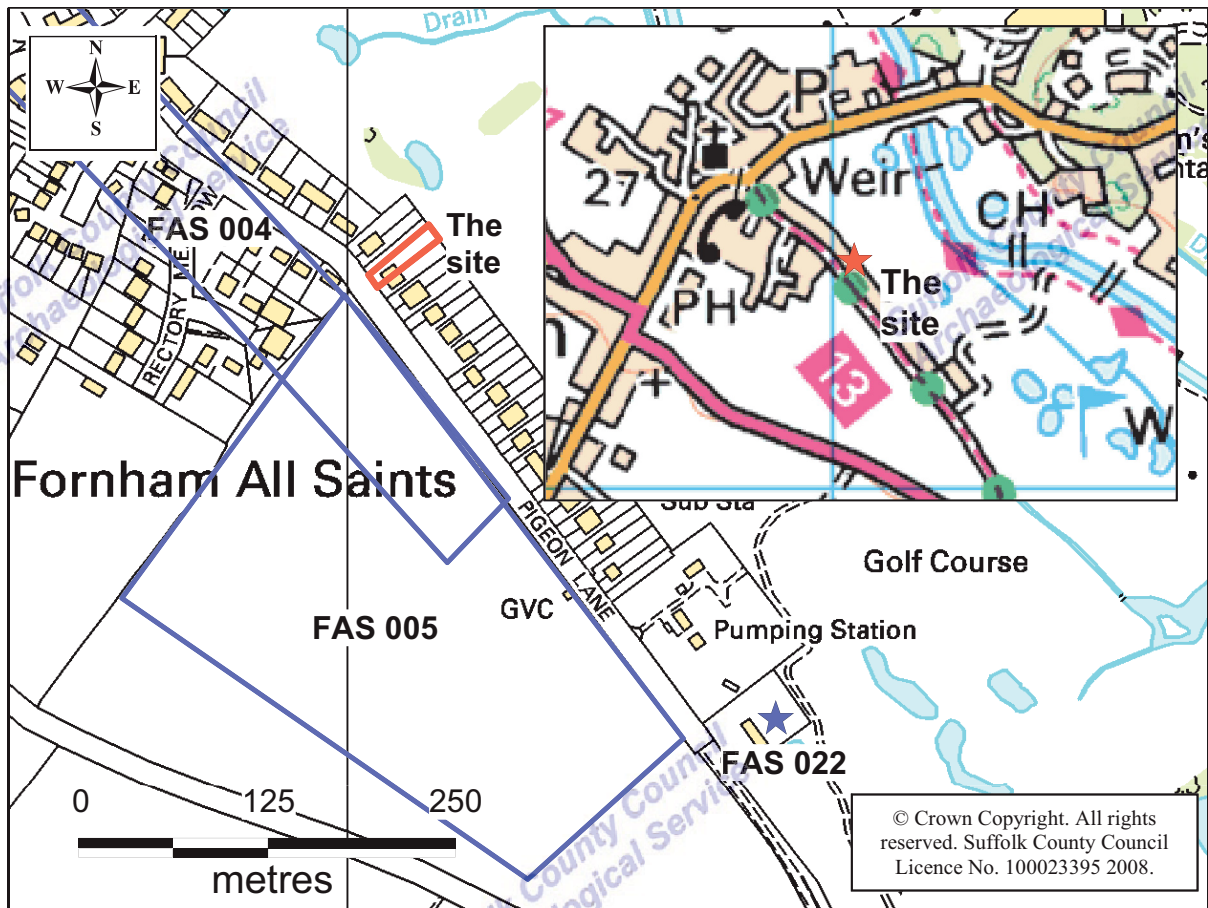 Drain
N
W E
S
FAS 004
RECTORY ME
OW
The
site
Fornham All Saints
PIGEON LANE
GVC
FAS 005
Sub Sta
Golf Course
Pumping Station
FAS 022
0 125 250
metres
P
27
Weir
CH
PH
The
site
13
W
© Crown Copyright. All rights
reserved. Suffolk County Council
Licence No. 100023395 2008.
Suffolk County Council
Archaeological Service